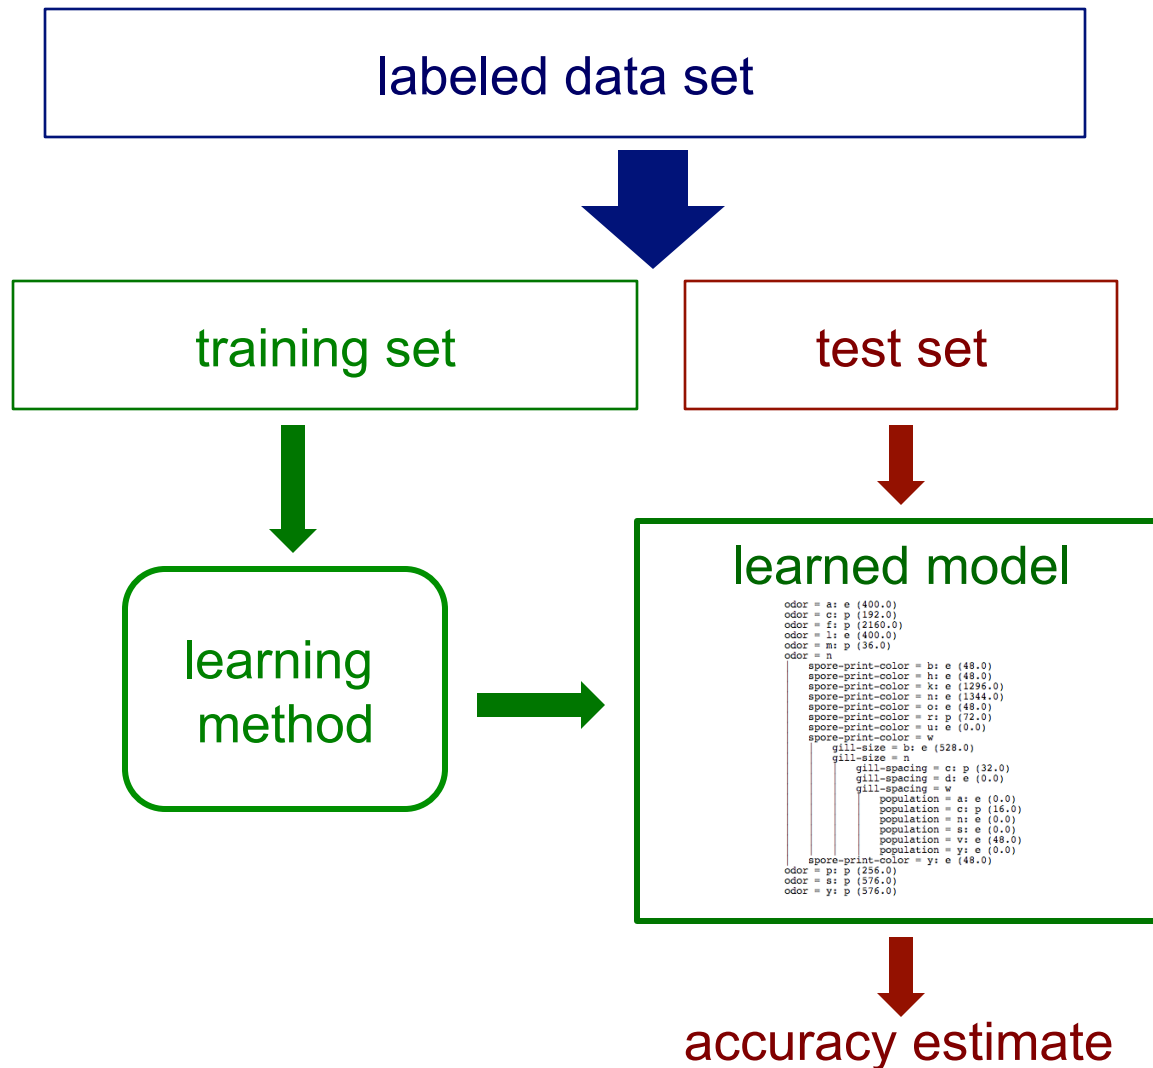 labeled data set
training set
test set
learning
method
learned model
odor = a: e (400.0)
odor = c: p (192.0)
odor = f: p (2160.0)
odor = l: e (400.0)
odor = m: p (36.0)
odor = n
| spore-print-color = b: e (48.0)
| spore-print-color = h: e (48.0)
| spore-print-color = k: e (1296.0)
| spore-print-color = n: e (1344.0)
| spore-print-color = o: e (48.0)
| spore-print-color = r: p (72.0)
| spore-print-color = u: e (0.0)
| spore-print-color = w
| | gill-size = b: e (528.0)
| | gill-size = n
| | | gill-spacing = c: p (32.0)
| | | gill-spacing = d: e (0.0)
| | | gill-spacing = w
| | | | population = a: e (0.0)
| | | | population = c: p (16.0)
| | | | population = n: e (0.0)
| | | | population = s: e (0.0)
| | | | population = v: e (48.0)
| | | | population = y: e (0.0)
| spore-print-color = y: e (48.0)
odor = p: p (256.0)
odor = s: p (576.0)
odor = y: p (576.0)
accuracy estimate